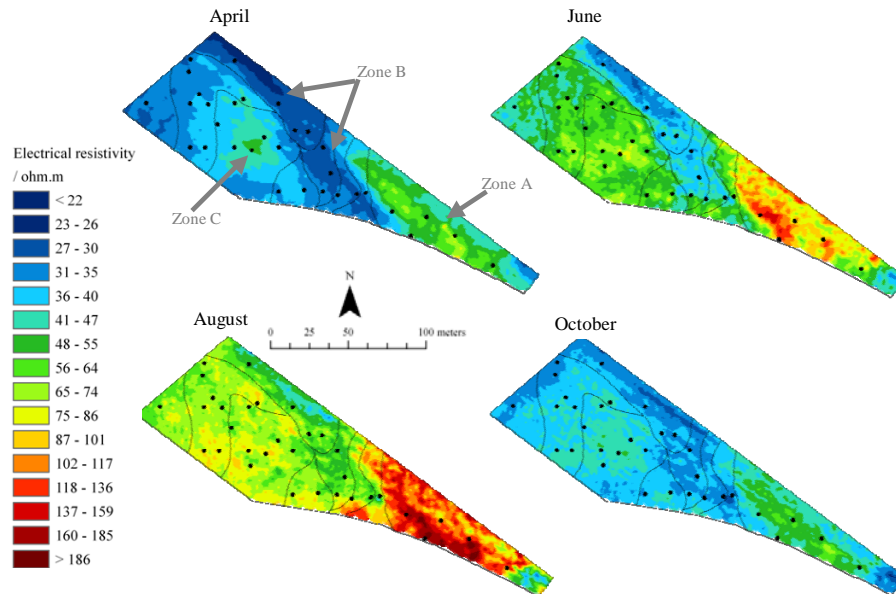 April
June
Zone B
Electrical resistivity
/ ohm.m
Zone A
< 22
23 - 26
Zone C
27 - 30
31 - 35
N
36 - 40
41 - 47
August
0 25 50 100 meters
October
48 - 55
56 - 64
65 - 74
75 - 86
87 - 101
102 - 117
118 - 136
137 - 159
160 - 185
> 186